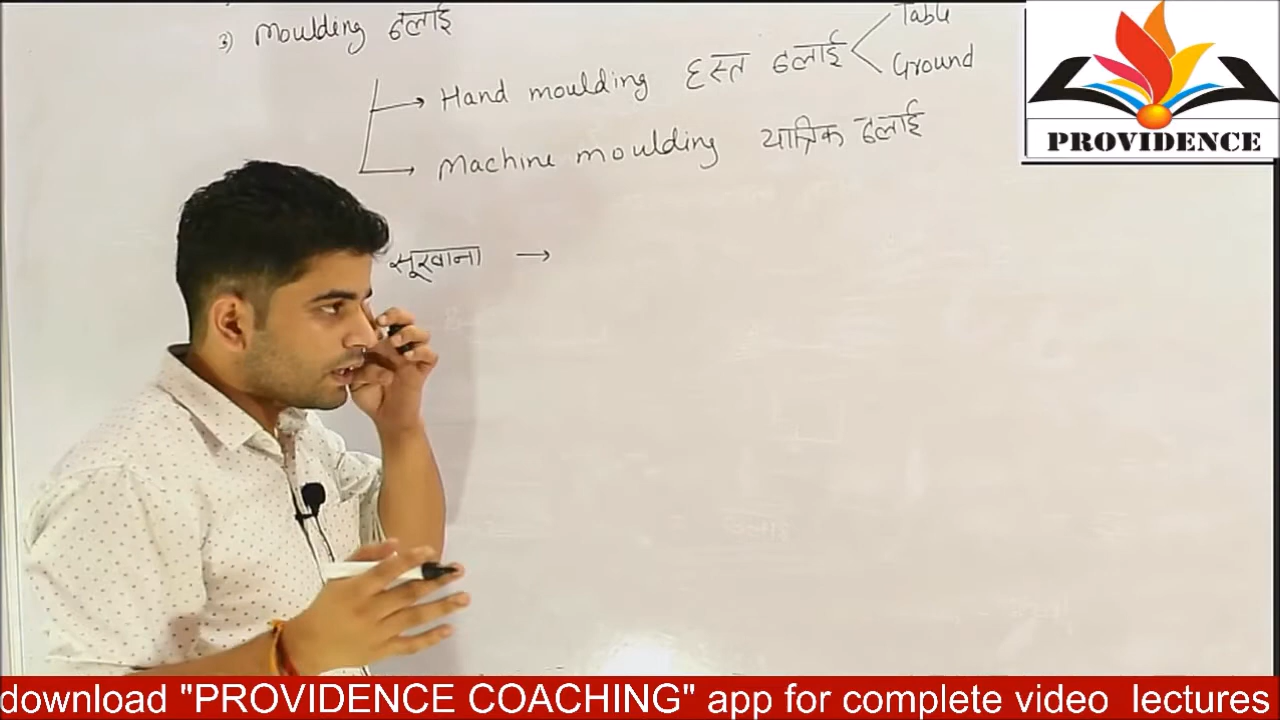 3) Moulding ढलाई
Table
Hand moulding हस्त ढलाई
Ground
Machine moulding यान्त्रिक ढलाई
सूखाना →
PROVIDENCE
download "PROVIDENCE COACHING" app for complete video lectures